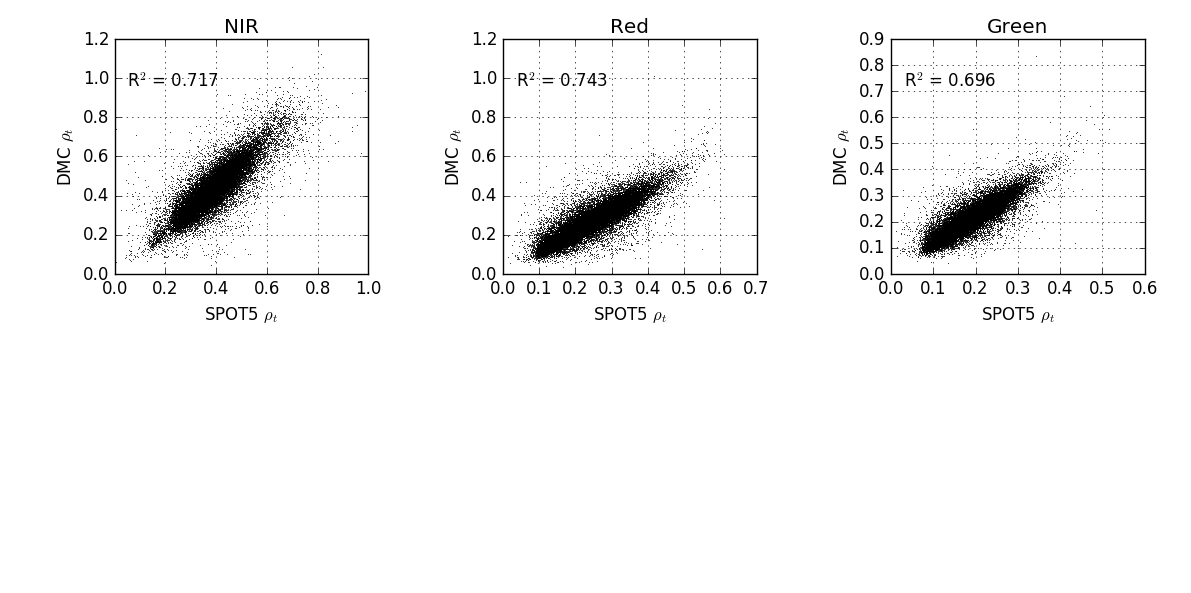 NIR
1.2
1.0
0.8
0.6
0.4
0.2
0.0
DMC ρt
R² = 0.717
0.0 0.2 0.4 0.6 0.8 1.0
SPOT5 ρt
Red
1.2
1.0
0.8
0.6
0.4
0.2
0.0
DMC ρt
R² = 0.743
0.0 0.1 0.2 0.3 0.4 0.5 0.6 0.7
SPOT5 ρt
Green
0.9
0.8
0.7
0.6
0.5
0.4
0.3
0.2
0.1
0.0
DMC ρt
R² = 0.696
0.0 0.1 0.2 0.3 0.4 0.5 0.6
SPOT5 ρt